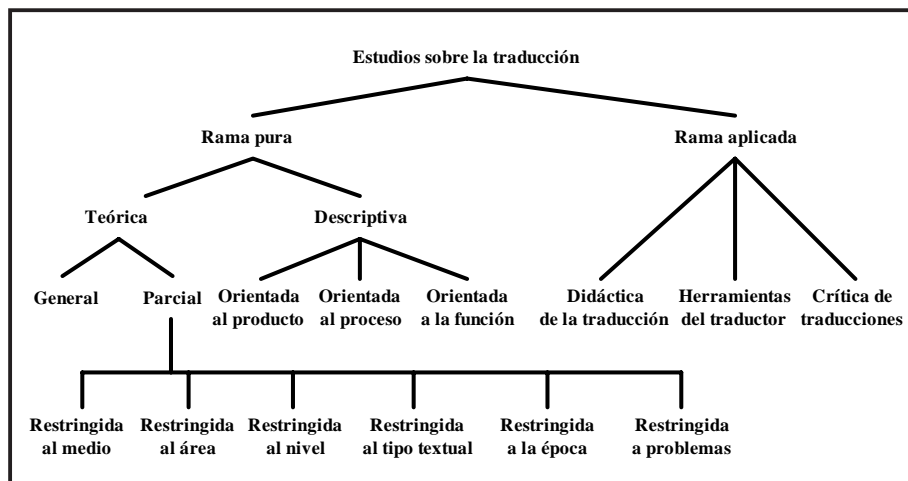 Estudios sobre la traducción
Rama pura
Rama aplicada
Teórica
Descriptiva
General
Parcial
Orientada
al producto
Orientada
al proceso
Orientada
a la función
Didáctica
de la traducción
Herramientas
del traductor
Crítica de
traducciones
Restringida
al medio
Restringida
al área
Restringida
al nivel
Restringida
al tipo textual
Restringida
a la época
Restringida
a problemas